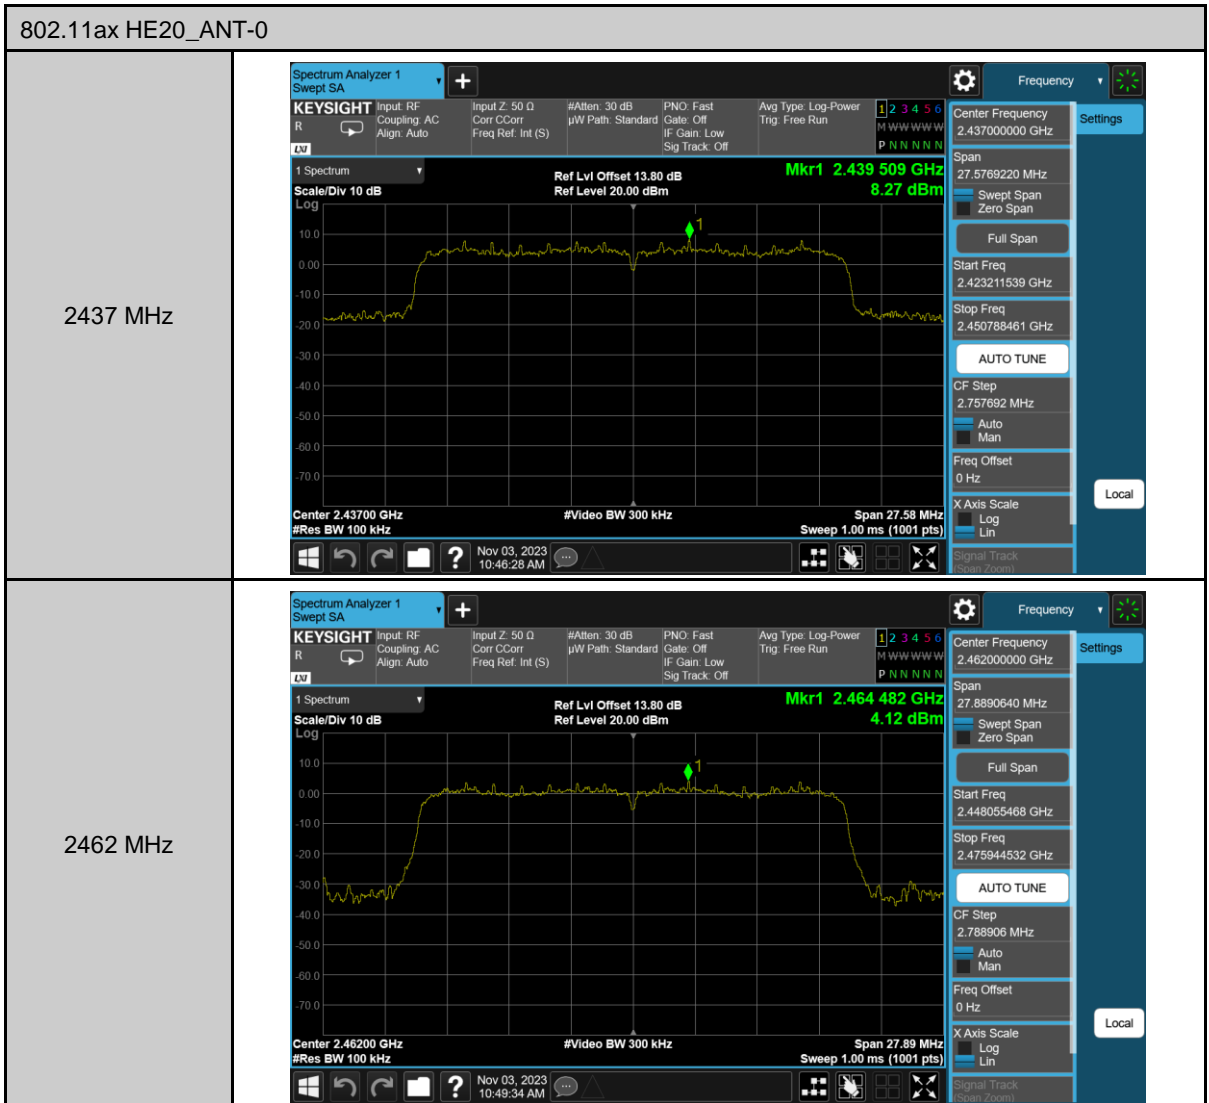 802.11ax HE20_ANT-0
2437 MHz
Spectrum Analyzer 1
Swept SA
Frequency
KEYSIGHT
R
LXI
Input: RF
Coupling: AC
Align: Auto
Input Z: 50 Ω
Corr CCorr
Freq Ref: Int (S)
#Atten: 30 dB
µW Path: Standard
PNO: Fast
Gate: Off
IF Gain: Low
Sig Track: Off
Avg Type: Log-Power
Trig: Free Run
1 2 3 4 5 6
M W W W W W
P N N N N N
1 Spectrum
Scale/Div 10 dB
Log
Ref Lvl Offset 13.80 dB
Ref Level 20.00 dBm
Mkr1 2.439 509 GHz
8.27 dBm
1
10.0
0.00
-10.0
-20.0
-30.0
-40.0
-50.0
-60.0
-70.0
Center 2.43700 GHz
#Res BW 100 kHz
#Video BW 300 kHz
Span 27.58 MHz
Sweep 1.00 ms (1001 pts)
Nov 03, 2023
10:46:28 AM
Center Frequency
2.437000000 GHz
Span
27.5769220 MHz
Swept Span
Zero Span
Full Span
Start Freq
2.423211539 GHz
Stop Freq
2.450788461 GHz
AUTO TUNE
CF Step
2.757692 MHz
Auto
Man
Freq Offset
0 Hz
X Axis Scale
Log
Lin
Signal Track
(Span Zoom)
Settings
Local
2462 MHz
Spectrum Analyzer 1
Swept SA
Frequency
KEYSIGHT
R
LXI
Input: RF
Coupling: AC
Align: Auto
Input Z: 50 Ω
Corr CCorr
Freq Ref: Int (S)
#Atten: 30 dB
µW Path: Standard
PNO: Fast
Gate: Off
IF Gain: Low
Sig Track: Off
Avg Type: Log-Power
Trig: Free Run
1 2 3 4 5 6
M W W W W W
P N N N N N
1 Spectrum
Scale/Div 10 dB
Log
Ref Lvl Offset 13.80 dB
Ref Level 20.00 dBm
Mkr1 2.464 482 GHz
4.12 dBm
1
10.0
0.00
-10.0
-20.0
-30.0
-40.0
-50.0
-60.0
-70.0
Center 2.46200 GHz
#Res BW 100 kHz
#Video BW 300 kHz
Span 27.89 MHz
Sweep 1.00 ms (1001 pts)
Nov 03, 2023
10:49:34 AM
Center Frequency
2.462000000 GHz
Span
27.8890640 MHz
Swept Span
Zero Span
Full Span
Start Freq
2.448055468 GHz
Stop Freq
2.475944532 GHz
AUTO TUNE
CF Step
2.788906 MHz
Auto
Man
Freq Offset
0 Hz
X Axis Scale
Log
Lin
Signal Track
(Span Zoom)
Settings
Local